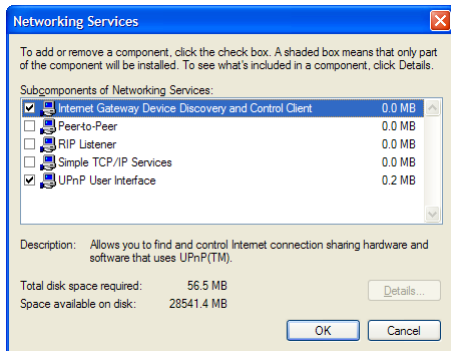 Networking Services
To add or remove a component, click the check box. A shaded box means that only part
of the component will be installed. To see what's included in a component, click Details.
Subcomponents of Networking Services:
Internet Gateway Device Discovery and Control Client 0.0 MB
Peer-to-Peer 0.0 MB
RIP Listener 0.0 MB
Simple TCP/IP Services 0.0 MB
UPnP User Interface 0.2 MB
Description: Allows you to find and control Internet connection sharing hardware and
software that uses UPnP(TM).
Total disk space required: 56.5 MB
Space available on disk: 28541.4 MB
Details...
OK Cancel